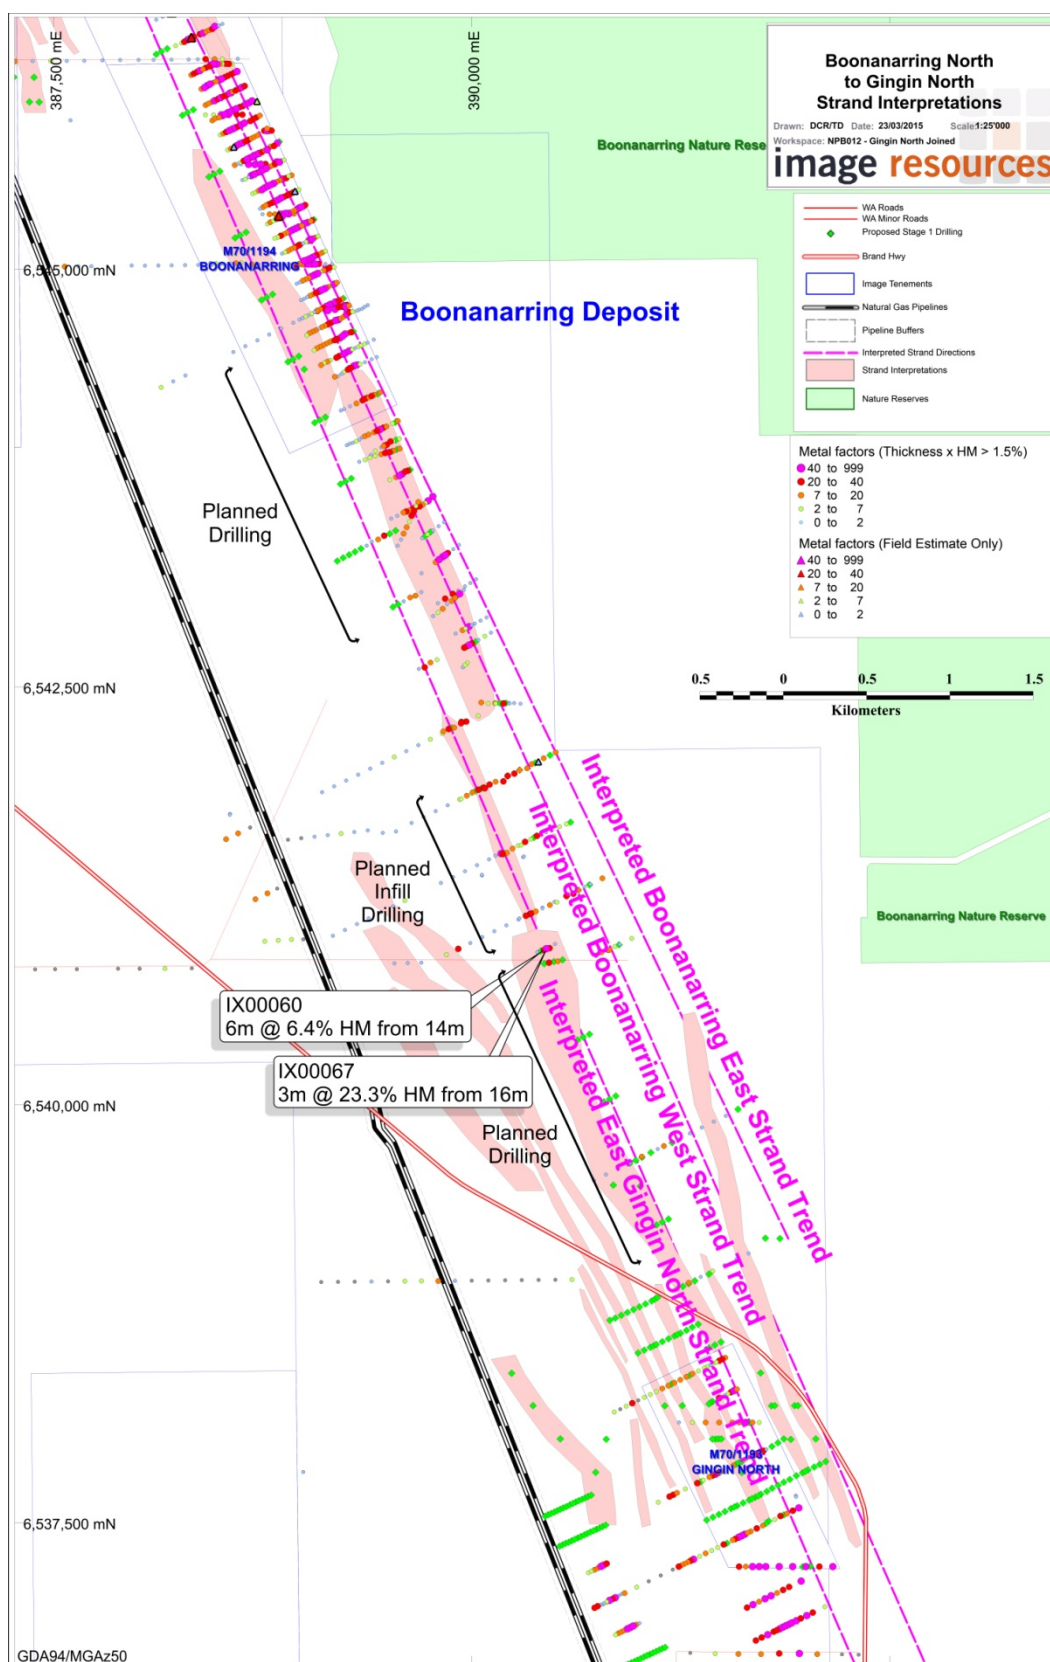 387,500 mE
390,000 mE
Boonanarring North
to Gingin North
Strand Interpretations
Drawn: DCR/TD Date: 23/03/2015 Scale:1:25'000
Workspace: NPB012 - Gingin North Joined
image resources
Boonanarring Nature Rese
WA Roads
WA Minor Roads
Proposed Stage 1 Drilling
Brand Hwy
Image Tenements
Natural Gas Pipelines
Pipeline Buffers
Interpreted Strand Directions
Strand Interpretations
Nature Reserves
M70/1194
BOONANARRING
6,545,000 mN
Boonanarring Deposit
Metal factors (Thickness x HM > 1.5%)
40 to 999
20 to 40
7 to 20
2 to 7
0 to 2
Metal factors (Field Estimate Only)
40 to 999
20 to 40
7 to 20
2 to 7
0 to 2
Planned
Drilling
6,542,500 mN
0.5 0 0.5 1 1.5
Kilometers
Interpreted Boonanarring East Strand Trend
Interpreted Boonanarring West Strand Trend
Interpreted East Gingin North Strand Trend
Planned
Infill
Drilling
Boonanarring Nature Reserve
IX00060
6m @ 6.4% HM from 14m
IX00067
3m @ 23.3% HM from 16m
6,540,000 mN
Planned
Drilling
M70/1193
GINGIN NORTH
6,537,500 mN
GDA94/MGAz50